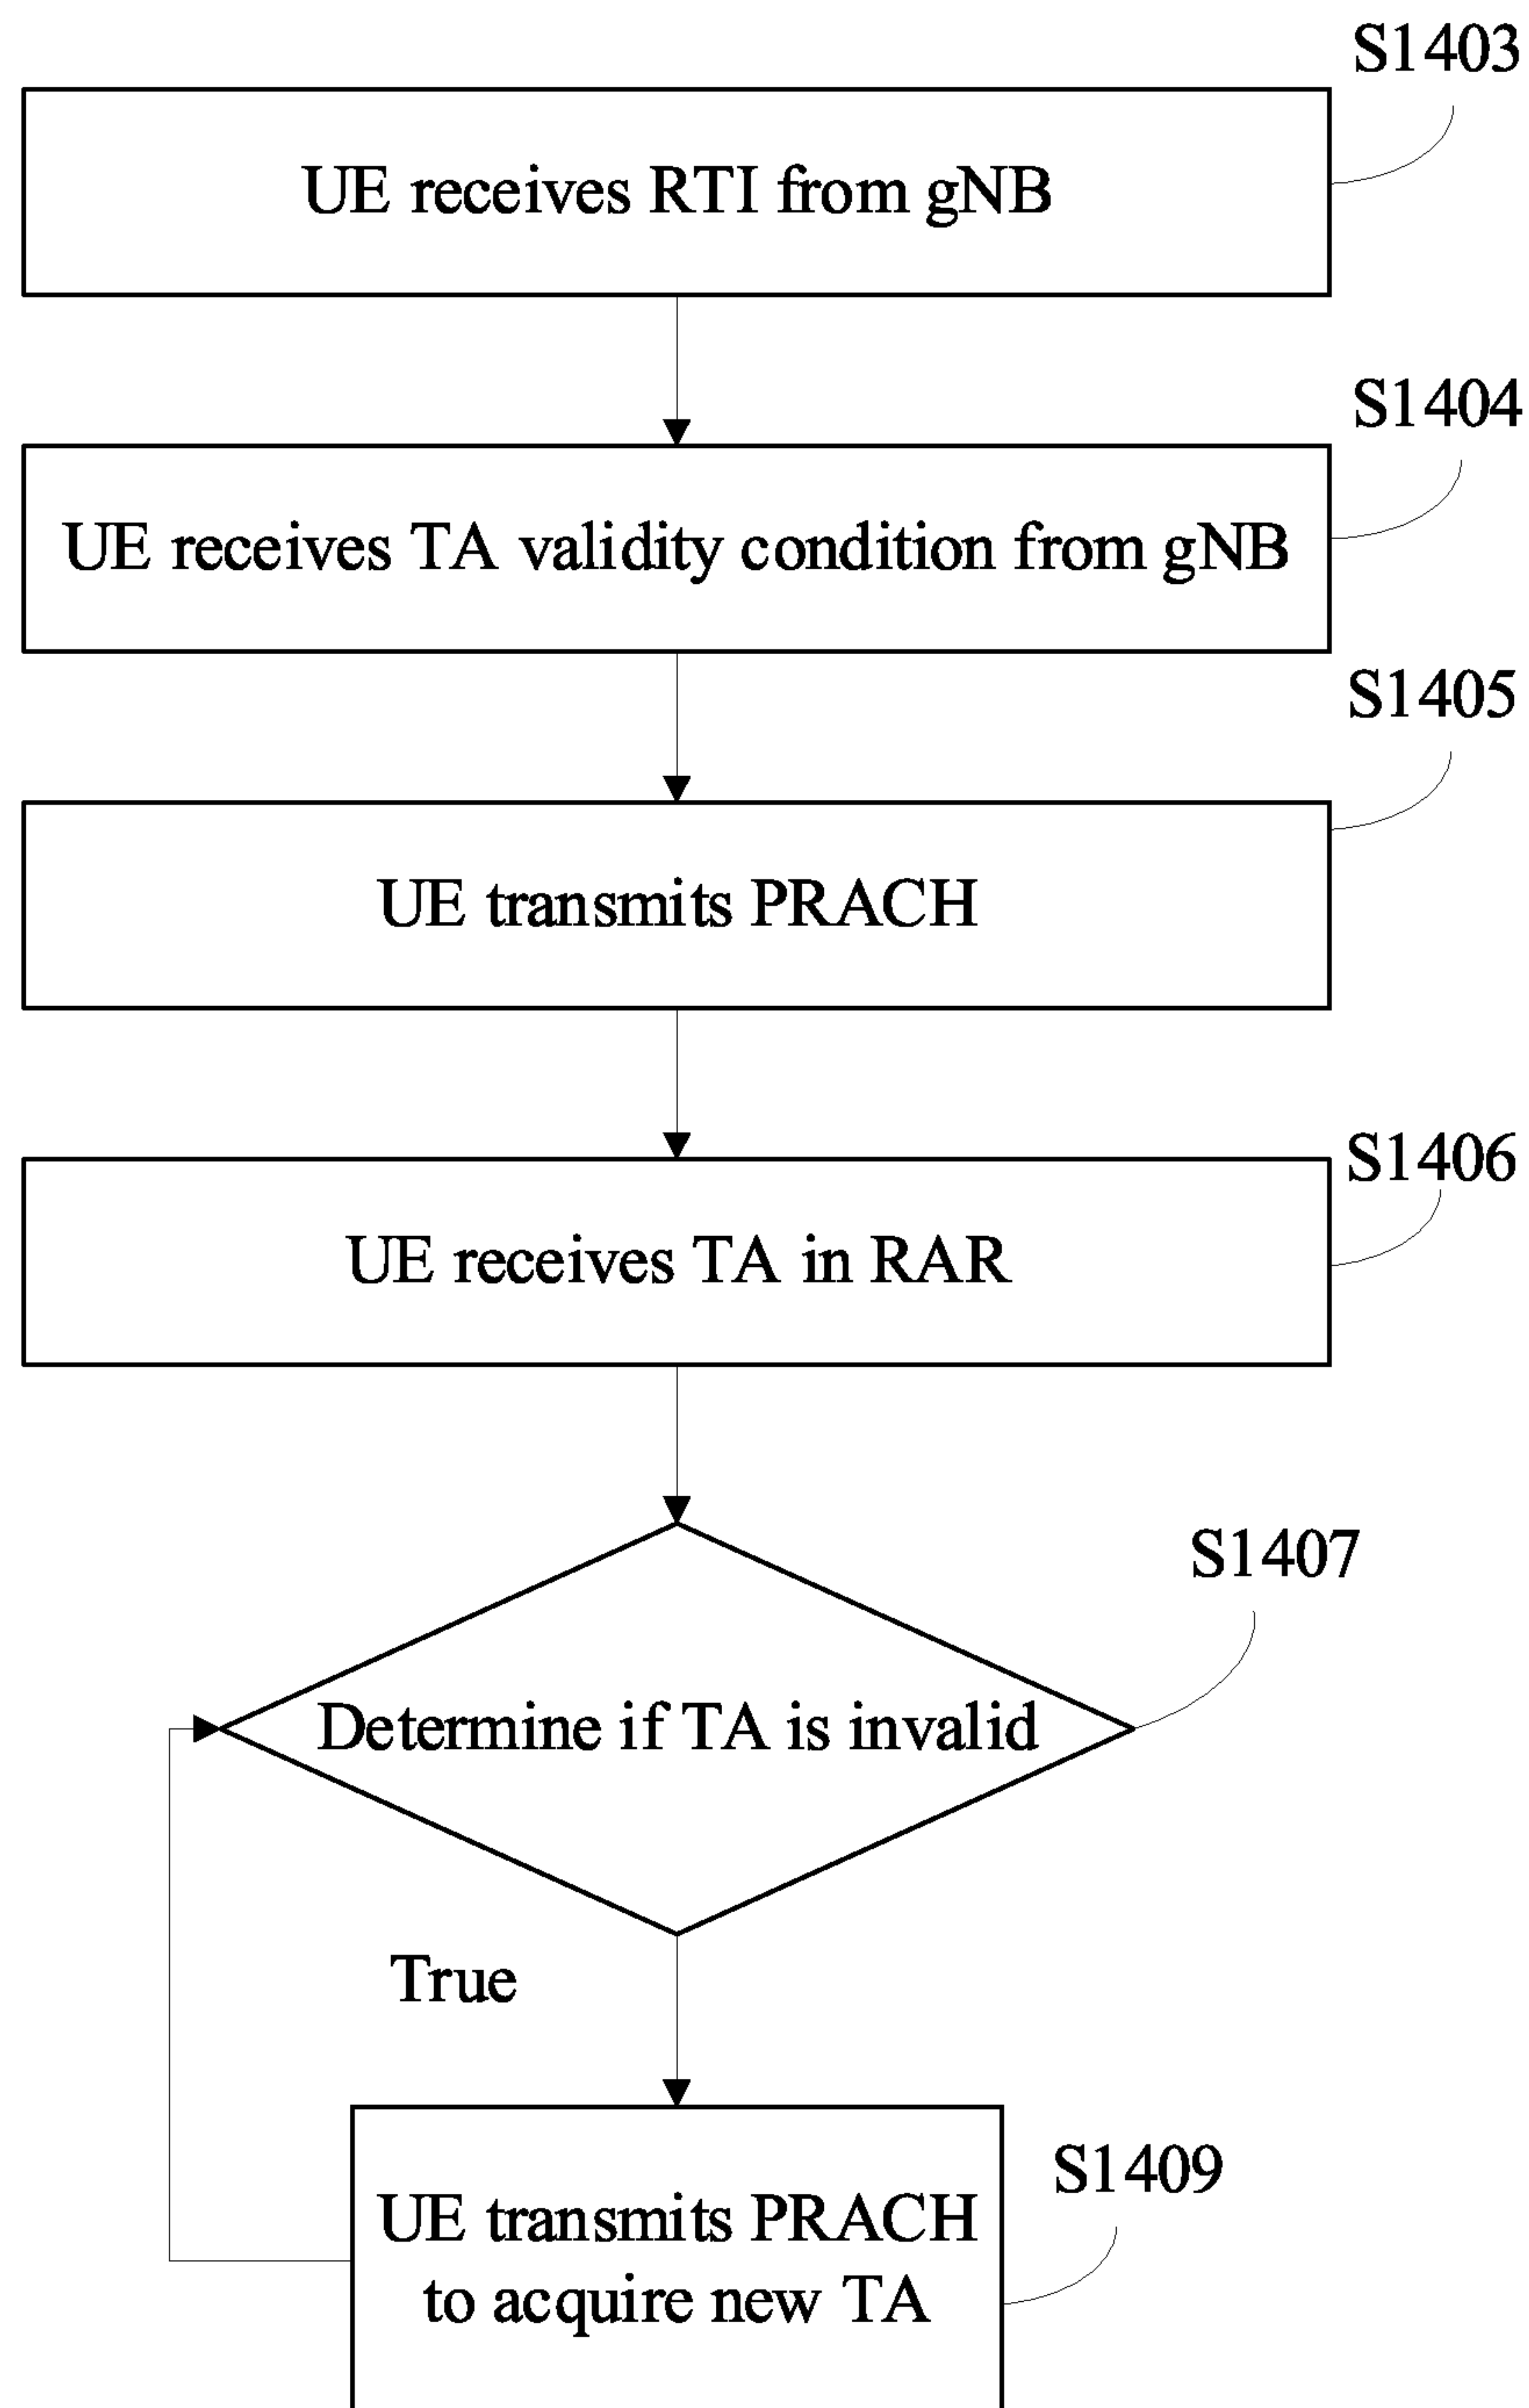 S1403
UE receives RTI from gNB
S1404
UE receives TA validity condition from gNB
S1405
UE transmits PRACH
S1406
UE receives TA in RAR
S1407
Determine if TA is invalid
True
S1409
UE transmits PRACH
to acquire new TA